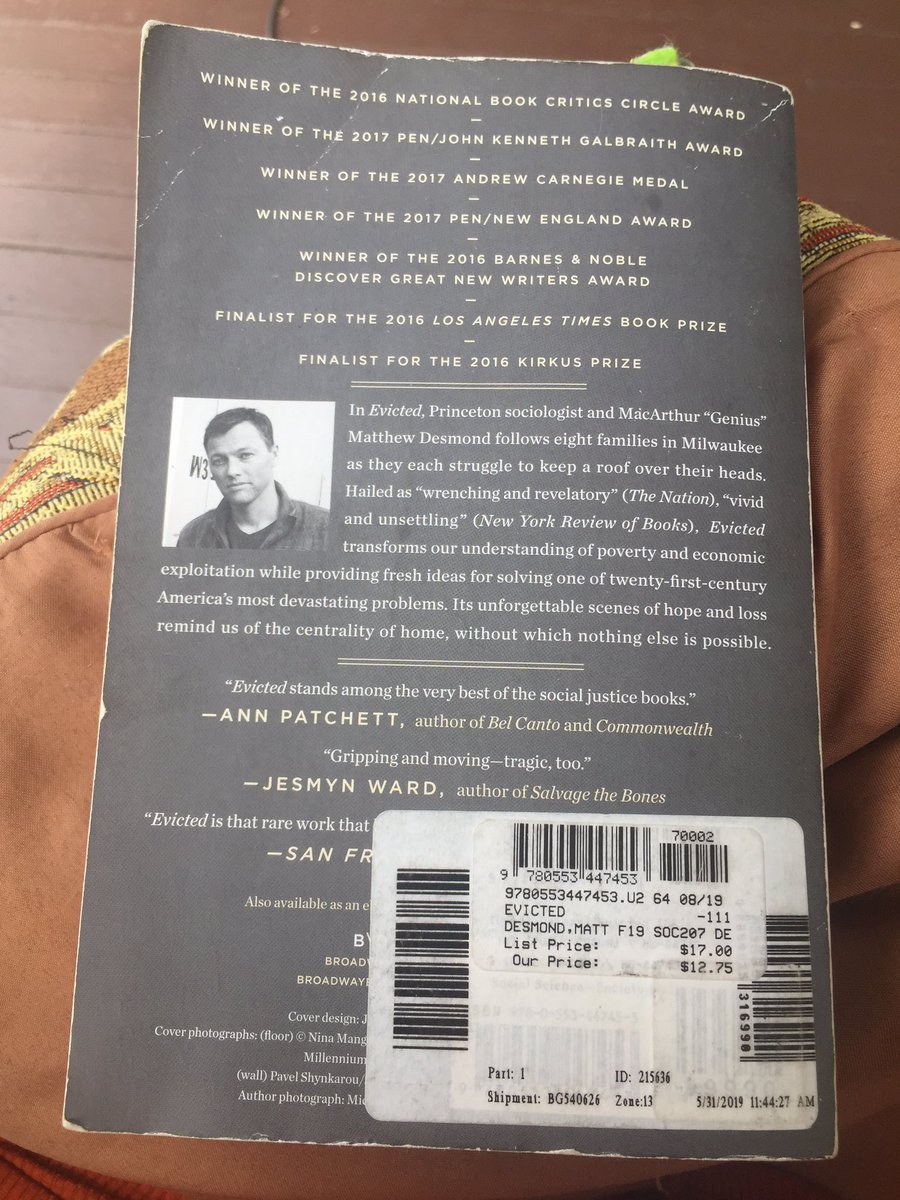 WINNER OF THE 2016 NATIONAL BOOK CRITICS CIRCLE AWARD
—
WINNER OF THE 2017 PEN/JOHN KENNETH GALBRAITH AWARD
—
WINNER OF THE 2017 ANDREW CARNEGIE MEDAL
—
WINNER OF THE 2017 PEN/NEW ENGLAND AWARD
—
WINNER OF THE 2016 BARNES & NOBLE
DISCOVER GREAT NEW WRITERS AWARD
—
FINALIST FOR THE 2016 LOS ANGELES TIMES BOOK PRIZE
—
FINALIST FOR THE 2016 KIRKUS PRIZE
In Evicted, Princeton sociologist and MacArthur “Genius”
Matthew Desmond follows eight families in Milwaukee
as they each struggle to keep a roof over their heads.
Hailed as “wrenching and revelatory” (The Nation), “vivid
and unsettling” (New York Review of Books), Evicted
transforms our understanding of poverty and economic
exploitation while providing fresh ideas for solving one of twenty-first-century
America’s most devastating problems. Its unforgettable scenes of hope and loss
remind us of the centrality of home, without which nothing else is possible.
“Evicted stands among the very best of the social justice books.”
—ANN PATCHETT, author of Bel Canto and Commonwealth
“Gripping and moving—tragic, too.”
—JESMYN WARD, author of Salvage the Bones
“Evicted is that rare work that
—SAN FR
Also available as an e
B
BROADW
BROADWAYB
Cover design: J
Cover photographs: (floor) © Nina Mang
Millennium
(wall) Pavel Shynkarou/
Author photograph: Mic
70002
9 780553 447453
9780553447453.U2 64 08/19
EVICTED -111
DESMOND,MATT F19 SOC207 DE
List Price: $17.00
Our Price: $12.75
Social Science—Sociology
316998
Part: 1 ID: 215636
Shipment: BG540626 Zone:13 5/31/2019 11:44:27 AM